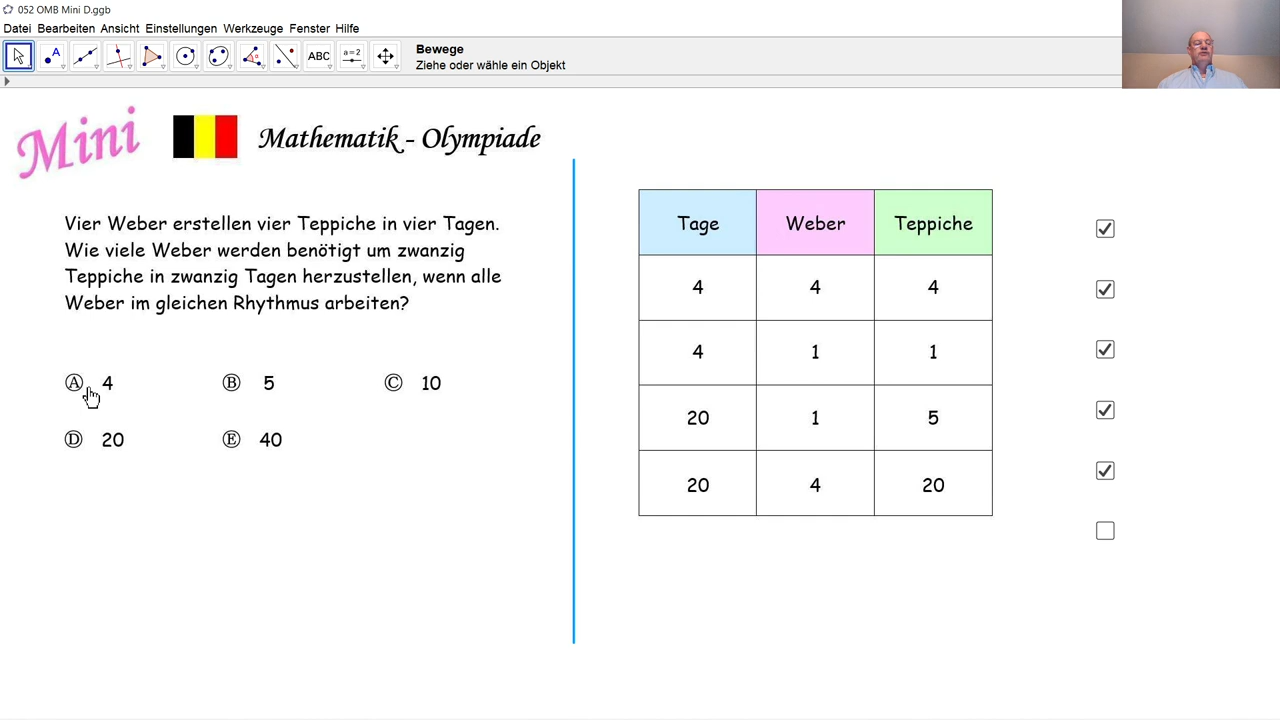 052 OMB Mini D.ggb
Datei Bearbeiten Ansicht Einstellungen Werkzeuge Fenster Hilfe
A
ABC
a=2
Bewege
Ziehe oder wähle ein Objekt
Mini
Mathematik - Olympiade
Vier Weber erstellen vier Teppiche in vier Tagen.
Wie viele Weber werden benötigt um zwanzig
Teppiche in zwanzig Tagen herzustellen, wenn alle
Weber im gleichen Rhythmus arbeiten?
Ⓐ 4 Ⓑ 5 Ⓒ 10
Ⓓ 20 Ⓔ 40
Tage Weber Teppiche
4 4 4
4 1 1
20 1 5
20 4 20